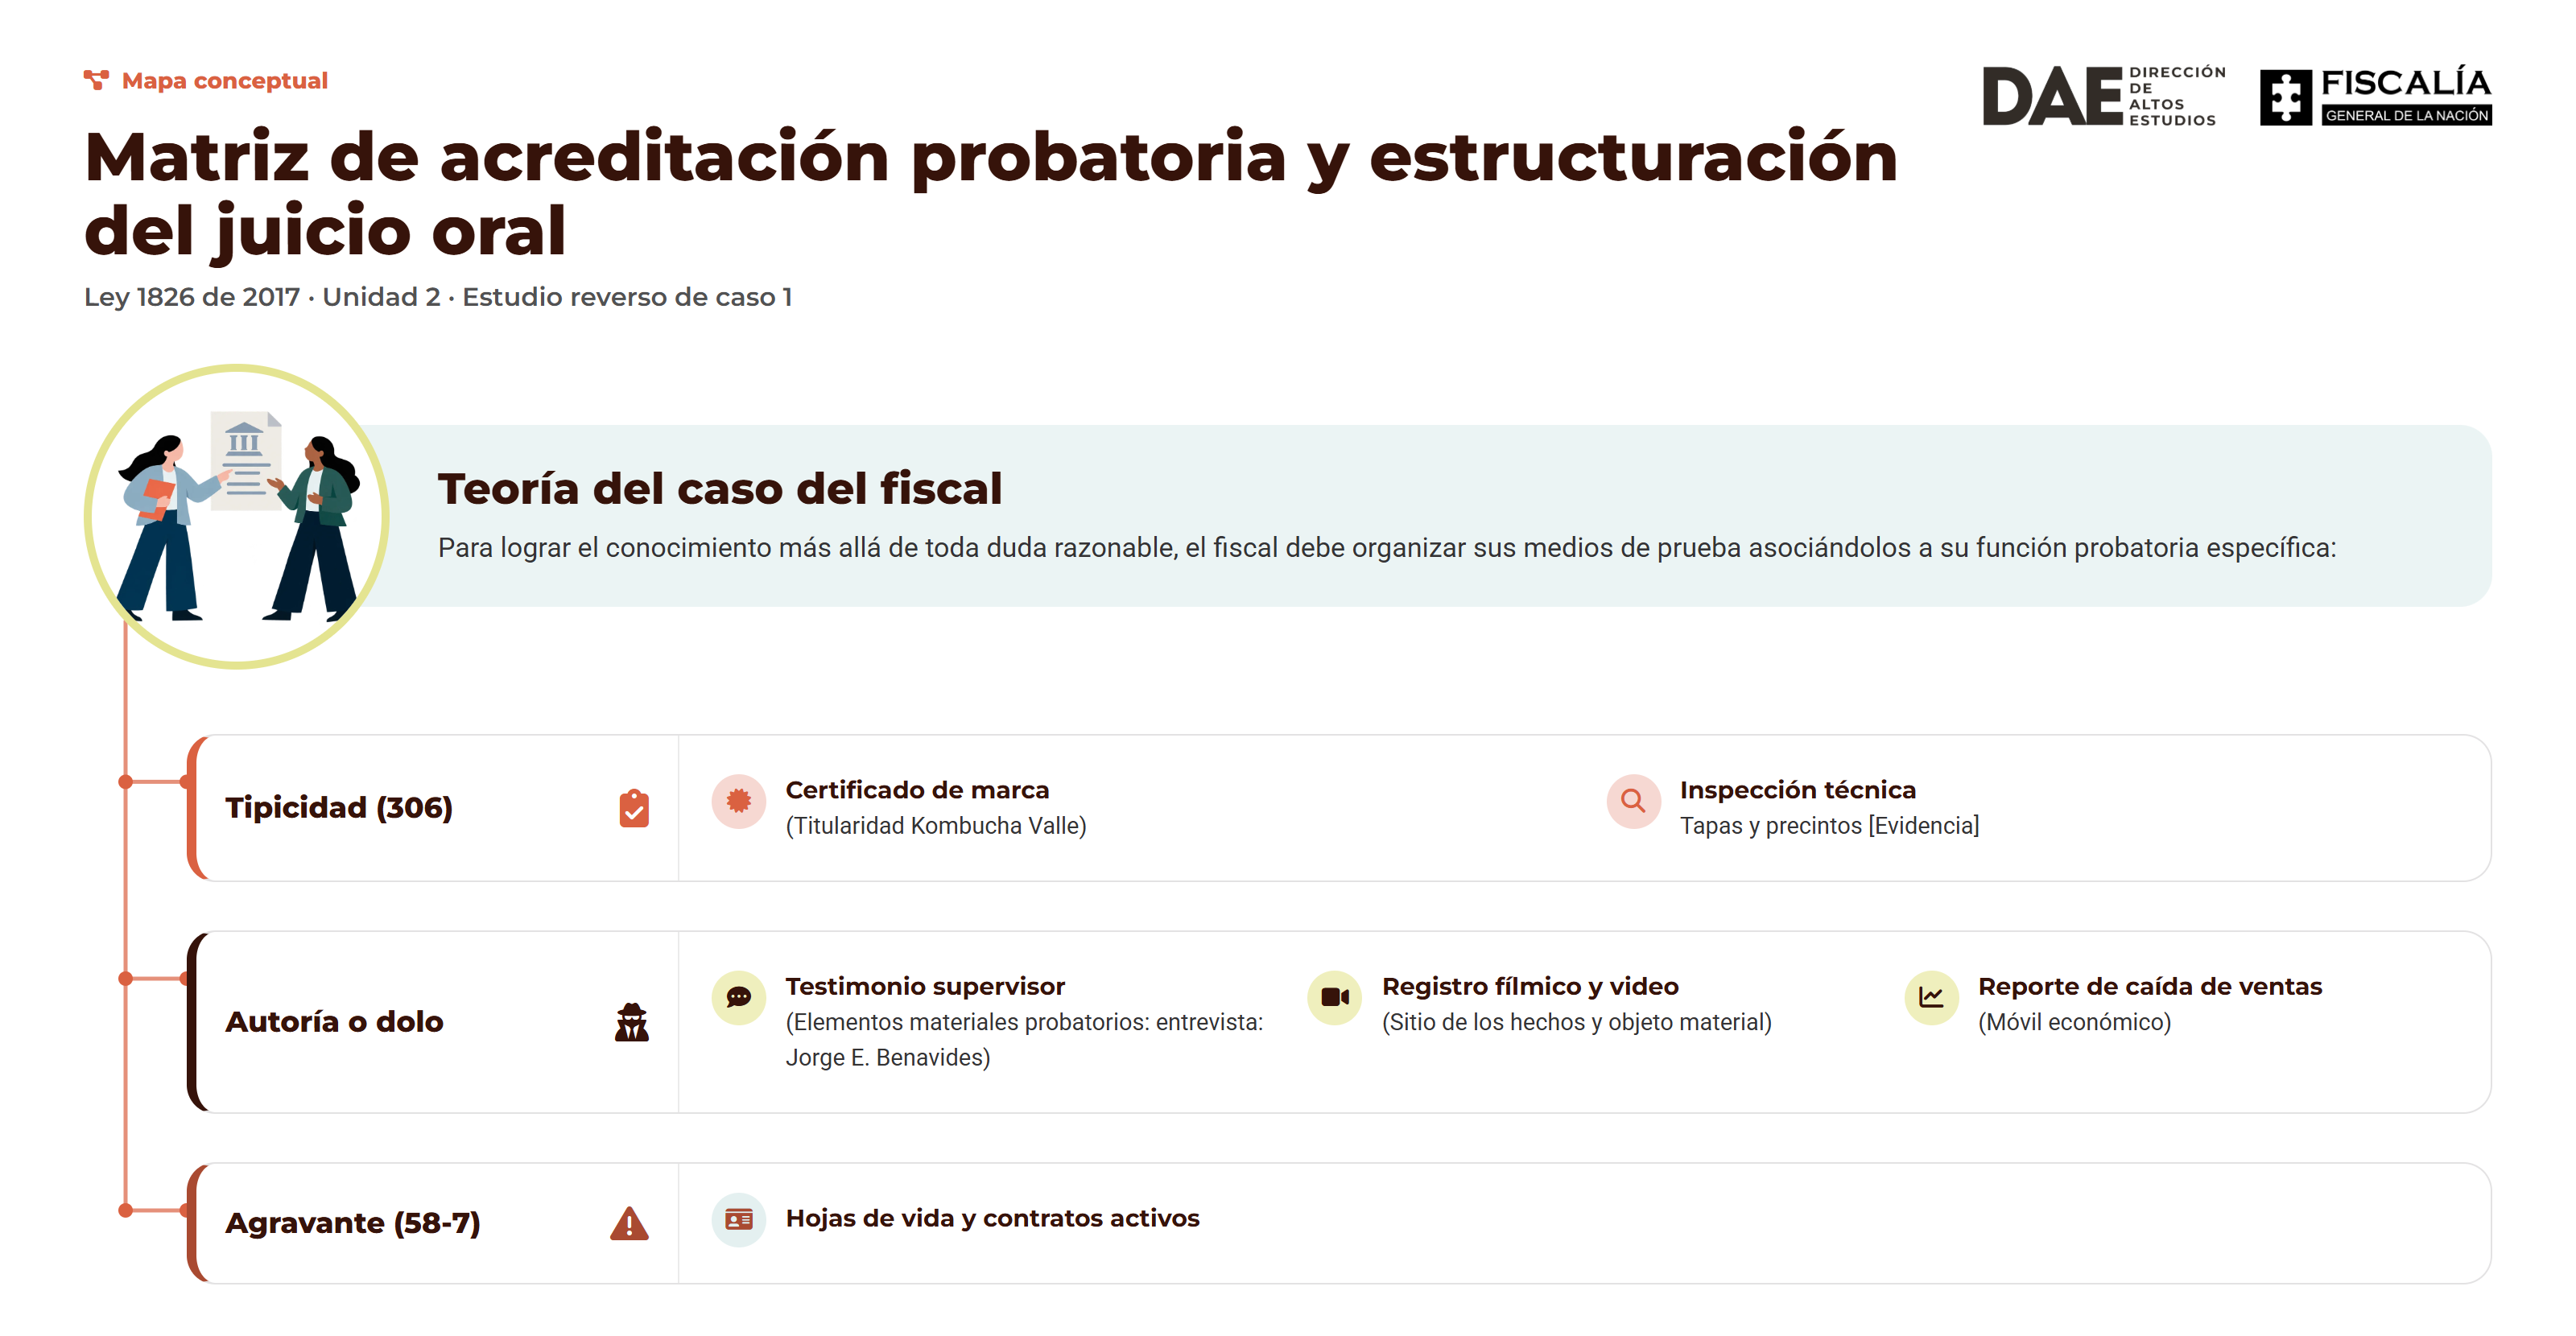 Mapa conceptual
Matriz de acreditación probatoria y estructuración
del juicio oral
Ley 1826 de 2017 · Unidad 2 · Estudio reverso de caso 1
DAE
DIRECCIÓN
DE
ALTOS
ESTUDIOS
FISCALÍA
GENERAL DE LA NACIÓN
Teoría del caso del fiscal
Para lograr el conocimiento más allá de toda duda razonable, el fiscal debe organizar sus medios de prueba asociándolos a su función probatoria específica:
Tipicidad (306)
Certificado de marca
(Titularidad Kombucha Valle)
Inspección técnica
Tapas y precintos [Evidencia]
Autoría o dolo
Testimonio supervisor
(Elementos materiales probatorios: entrevista:
Jorge E. Benavides)
Registro fílmico y video
(Sitio de los hechos y objeto material)
Reporte de caída de ventas
(Móvil económico)
Agravante (58-7)
Hojas de vida y contratos activos